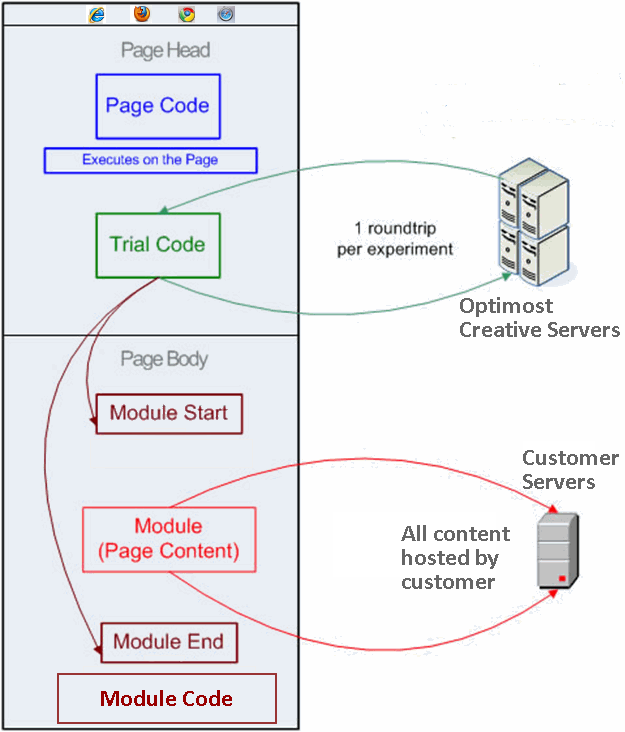 Page Head
Page Code
Executes on the Page
Trial Code
1 roundtrip
per experiment
Optimost
Creative Servers
Page Body
Module Start
Customer
Servers
Module
(Page Content)
All content
hosted by
customer
Module End
Module Code